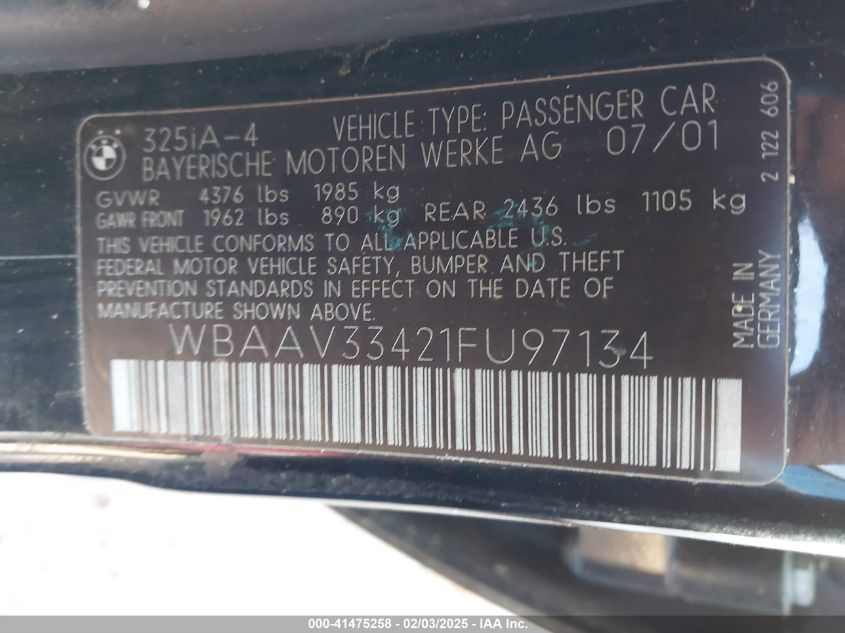 BMW
325iA-4 VEHICLE TYPE: PASSENGER CAR
BAYERISCHE MOTOREN WERKE AG 07/01
GVWR 4376 lbs 1985 kg
GAWR FRONT 1962 lbs 890 kg REAR 2436 lbs 1105 kg
THIS VEHICLE CONFORMS TO ALL APPLICABLE U.S.
FEDERAL MOTOR VEHICLE SAFETY, BUMPER AND THEFT
PREVENTION STANDARDS IN EFFECT ON THE DATE OF
MANUFACTURE SHOWN ABOVE.
WBAAV33421FU97134
2 122 606
MADE IN
GERMANY
000-41475258 - 02/03/2025 - IAA Inc.